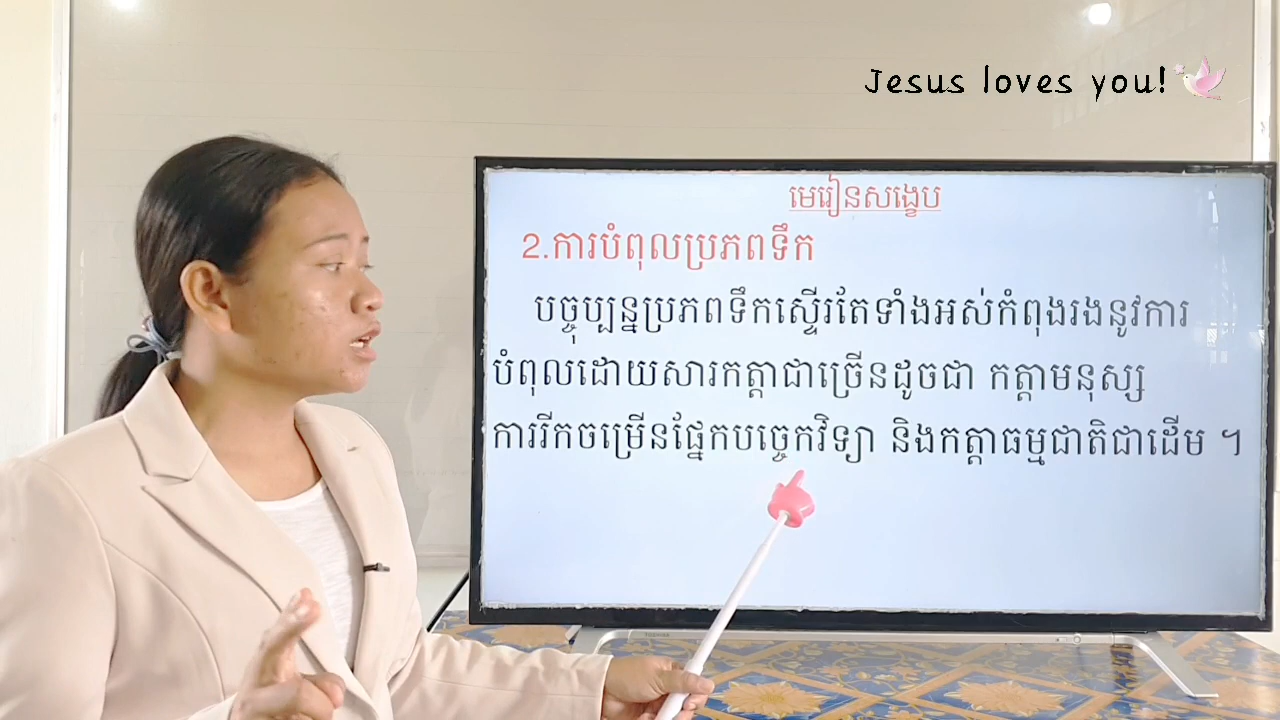 Jesus loves you!
មេរៀនសង្ខេប
2.ការបំពុលប្រភពទឹក
បច្ចុប្បន្នប្រភពទឹកស្ទើរតែទាំងអស់កំពុងរងនូវការ
បំពុលដោយសារកត្តាជាច្រើនដូចជា កត្តាមនុស្ស
ការរីកចម្រើនផ្នែកបច្ចេកវិទ្យា និងកត្តាធម្មជាតិជាដើម ។
TOSHIBA